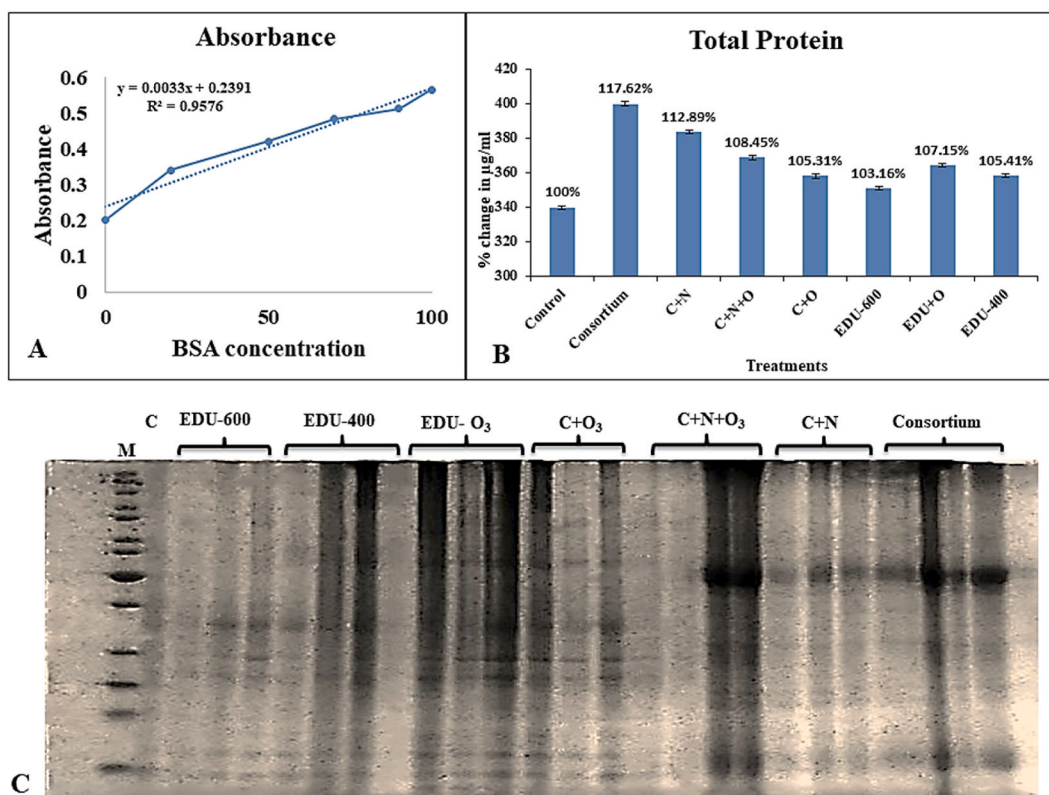 Absorbance
y = 0.0033x + 0.2391
R² = 0.9576
0.6
0.5
0.4
0.3
0.2
0.1
0
Absorbance
0 50 100
BSA concentration
A
Total Protein
% change in µg/ml
420
400
380
360
340
320
300
100%
117.62%
112.89%
108.45%
105.31%
103.16%
107.15%
105.41%
Control
Consortium
C+N
C+N+O
C+O
EDU-600
EDU+O
EDU-400
Treatments
B
C EDU-600 EDU-400 EDU- O₃ C+O₃ C+N+O₃ C+N Consortium
M
C